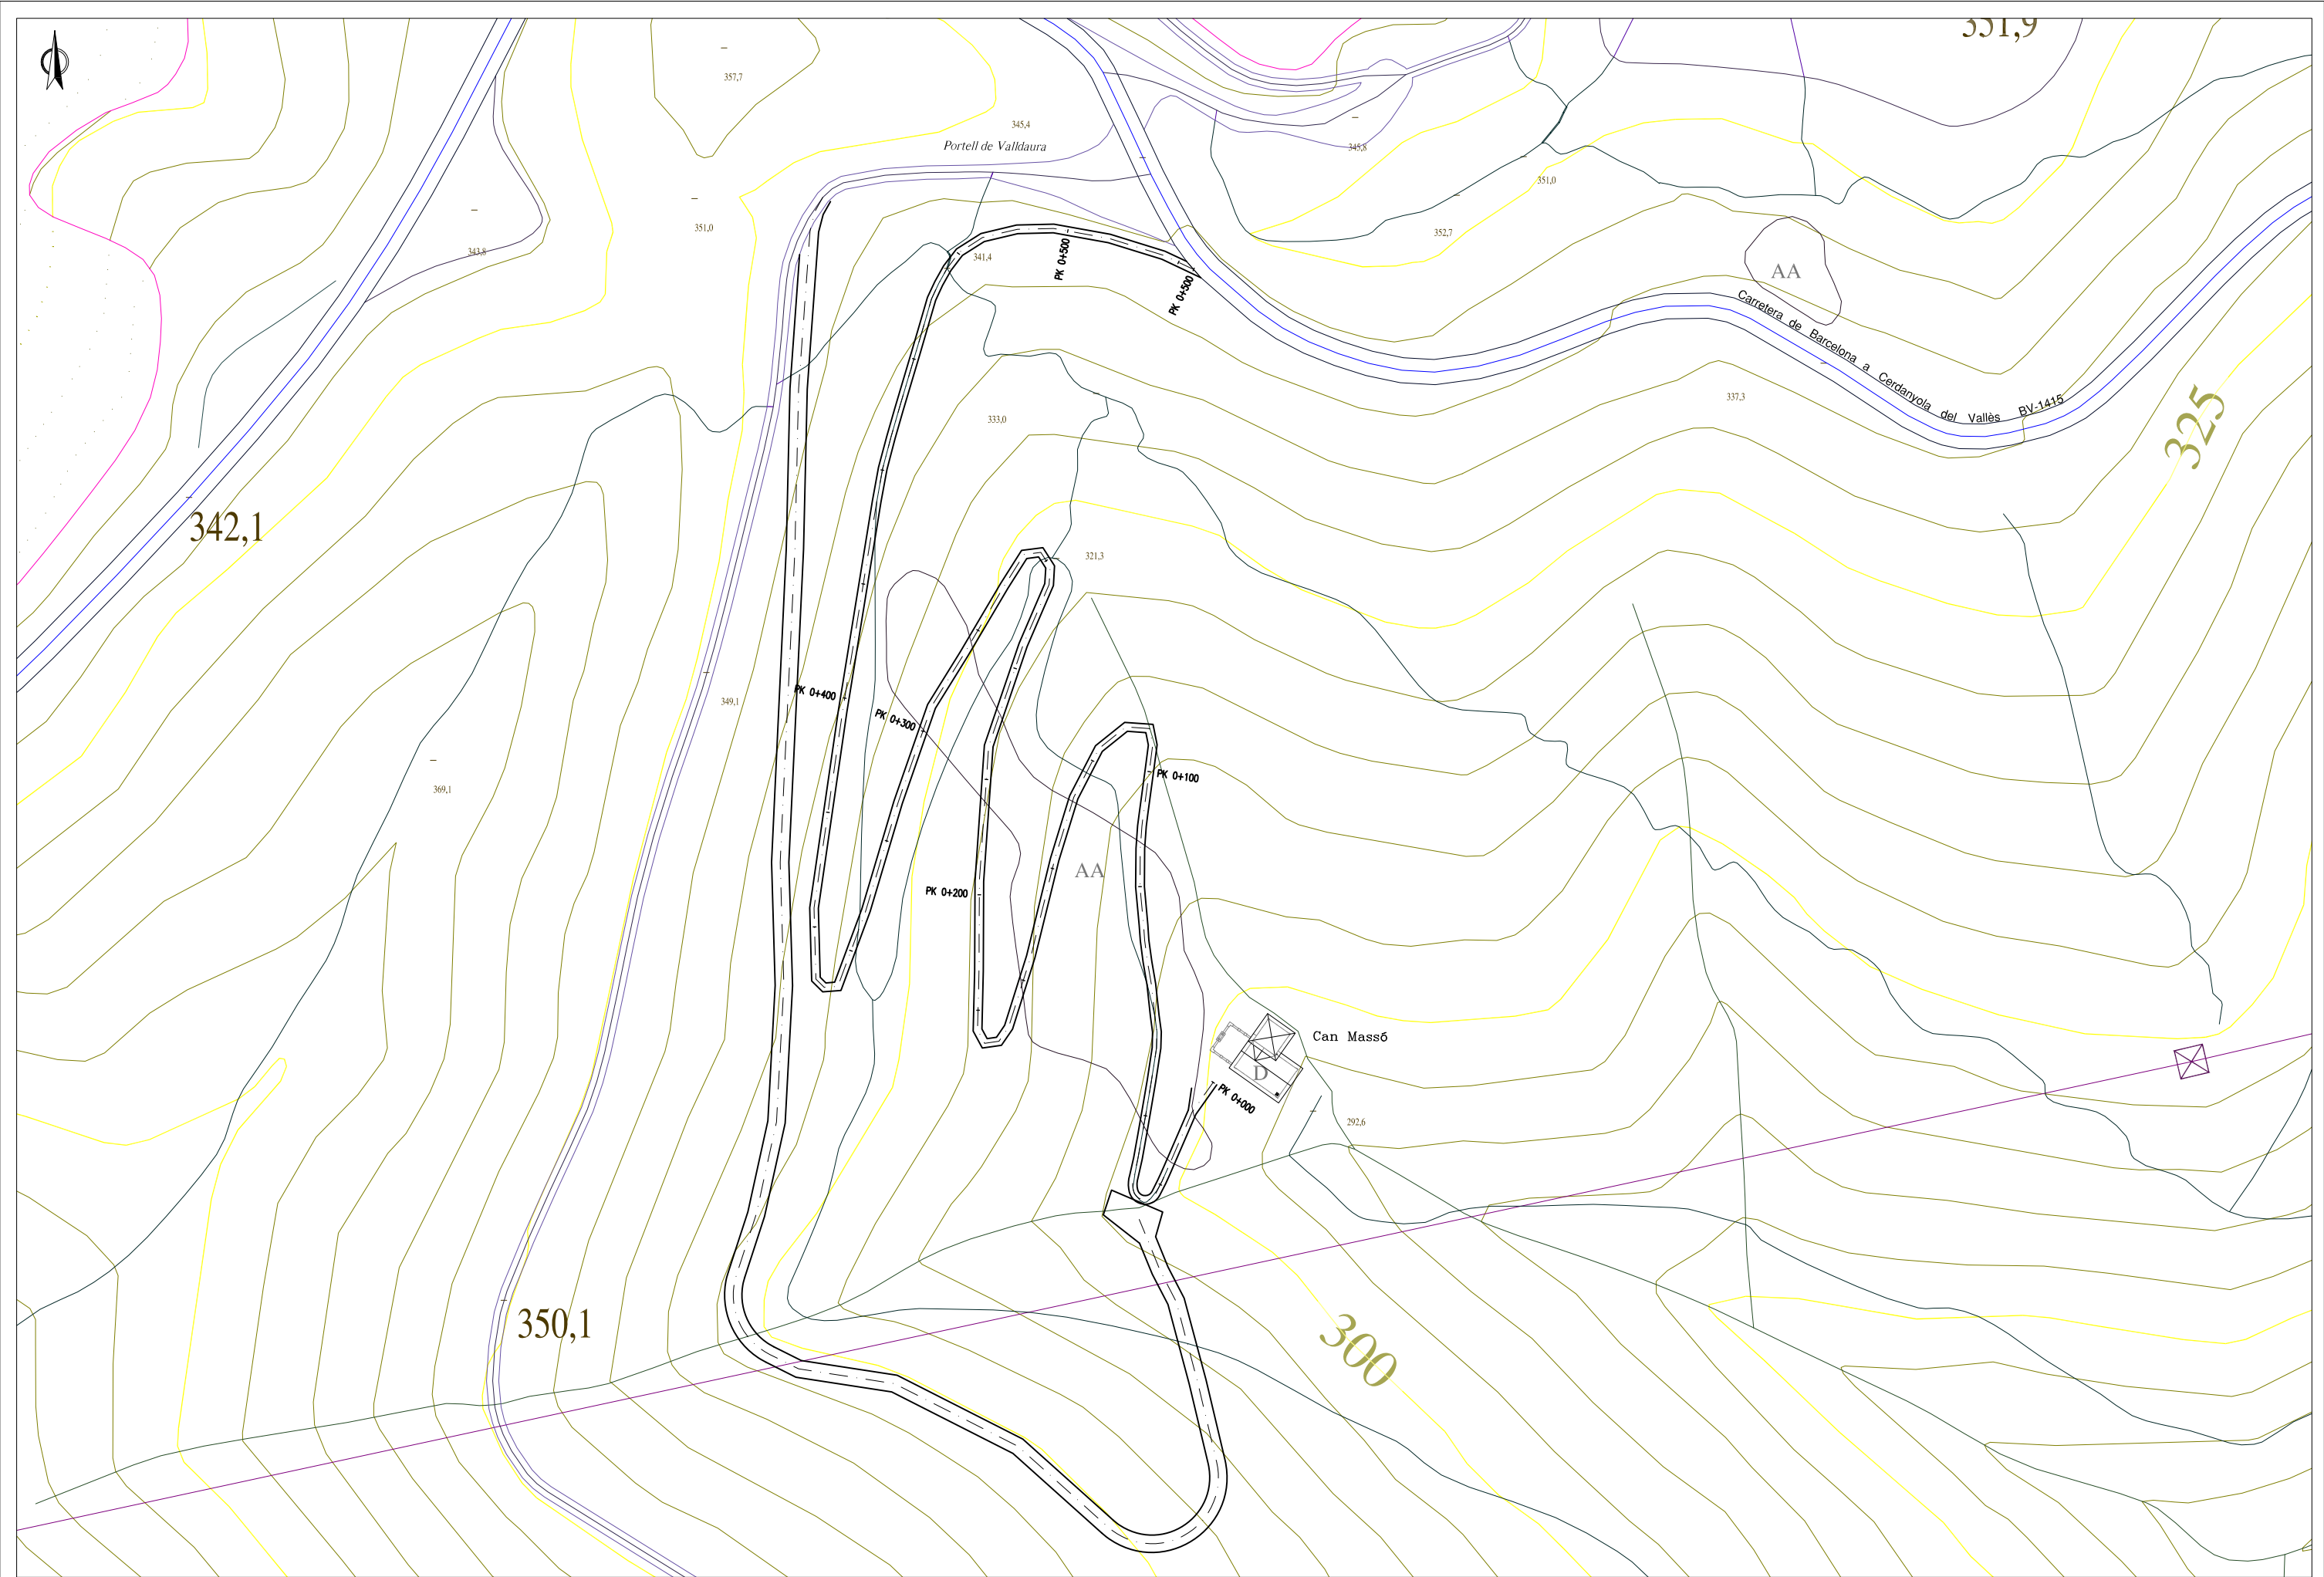 351,9
357,7
345,4
Portell de Valldaura
345,8
351,0
343,8
351,0
352,7
341,4
PK 0+500
PK 0+500
AA
Carretera de Barcelona a Cerdanyola del Vallès BV-1415
337,3
333,0
325
342,1
321,3
349,1
PK 0+400
PK 0+300
PK 0+100
369,1
AA
PK 0+200
Can Massó
D
PK 0+000
292,6
350,1
300